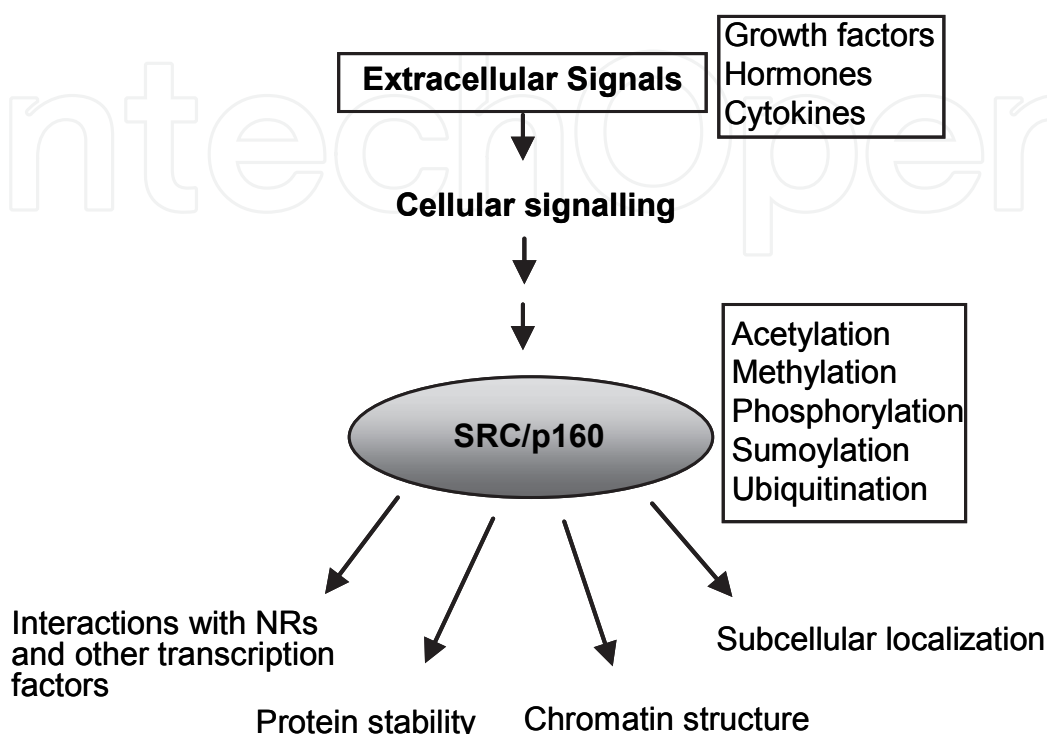 Extracellular Signals
Growth factors
Hormones
Cytokines
Cellular signalling
SRC/p160
Acetylation
Methylation
Phosphorylation
Sumoylation
Ubiquitination
Interactions with NRs
and other transcription
factors
Protein stability
Chromatin structure
Subcellular localization
ntechOpen